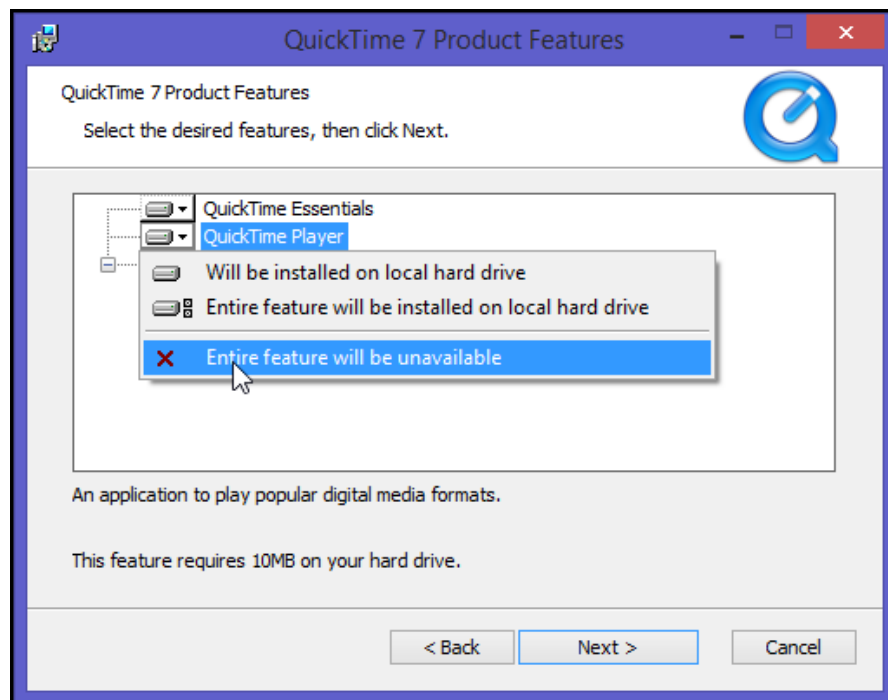 QuickTime 7 Product Features
QuickTime 7 Product Features
Select the desired features, then click Next.
QuickTime Essentials
QuickTime Player
Will be installed on local hard drive
Entire feature will be installed on local hard drive
Entire feature will be unavailable
An application to play popular digital media formats.
This feature requires 10MB on your hard drive.
< Back
Next >
Cancel